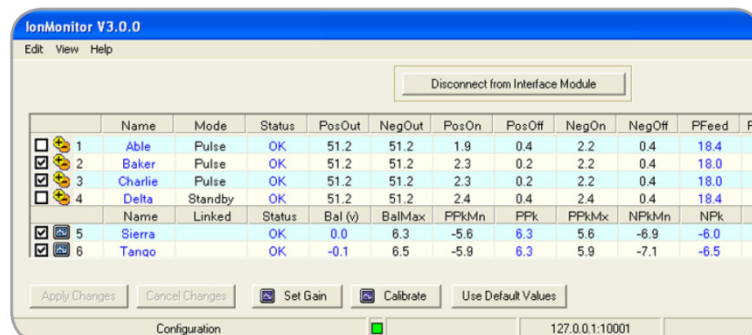 IonMonitor V3.0.0
Edit View Help
Disconnect from Interface Module
Name Mode Status PosOut NegOut PosOn PosOff NegOn NegOff PFeed
1 Able Pulse OK 51.2 51.2 1.9 0.4 2.2 0.4 18.4
2 Baker Pulse OK 51.2 51.2 2.3 0.2 2.2 0.4 18.0
3 Charlie Pulse OK 51.2 51.2 2.3 0.2 2.2 0.4 18.0
4 Delta Standby OK 51.2 51.2 2.4 0.4 2.4 0.4 18.4
Name Linked Status Bal (v) BalMax PPkMn PPk PPkMx NPkMn NPk
5 Sierra OK 0.0 6.3 -5.6 6.3 5.6 -6.9 -6.0
6 Tango OK -0.1 6.5 -5.9 6.3 5.9 -7.1 -6.5
Apply Changes Cancel Changes Set Gain Calibrate Use Default Values
Configuration 127.0.0.1:10001